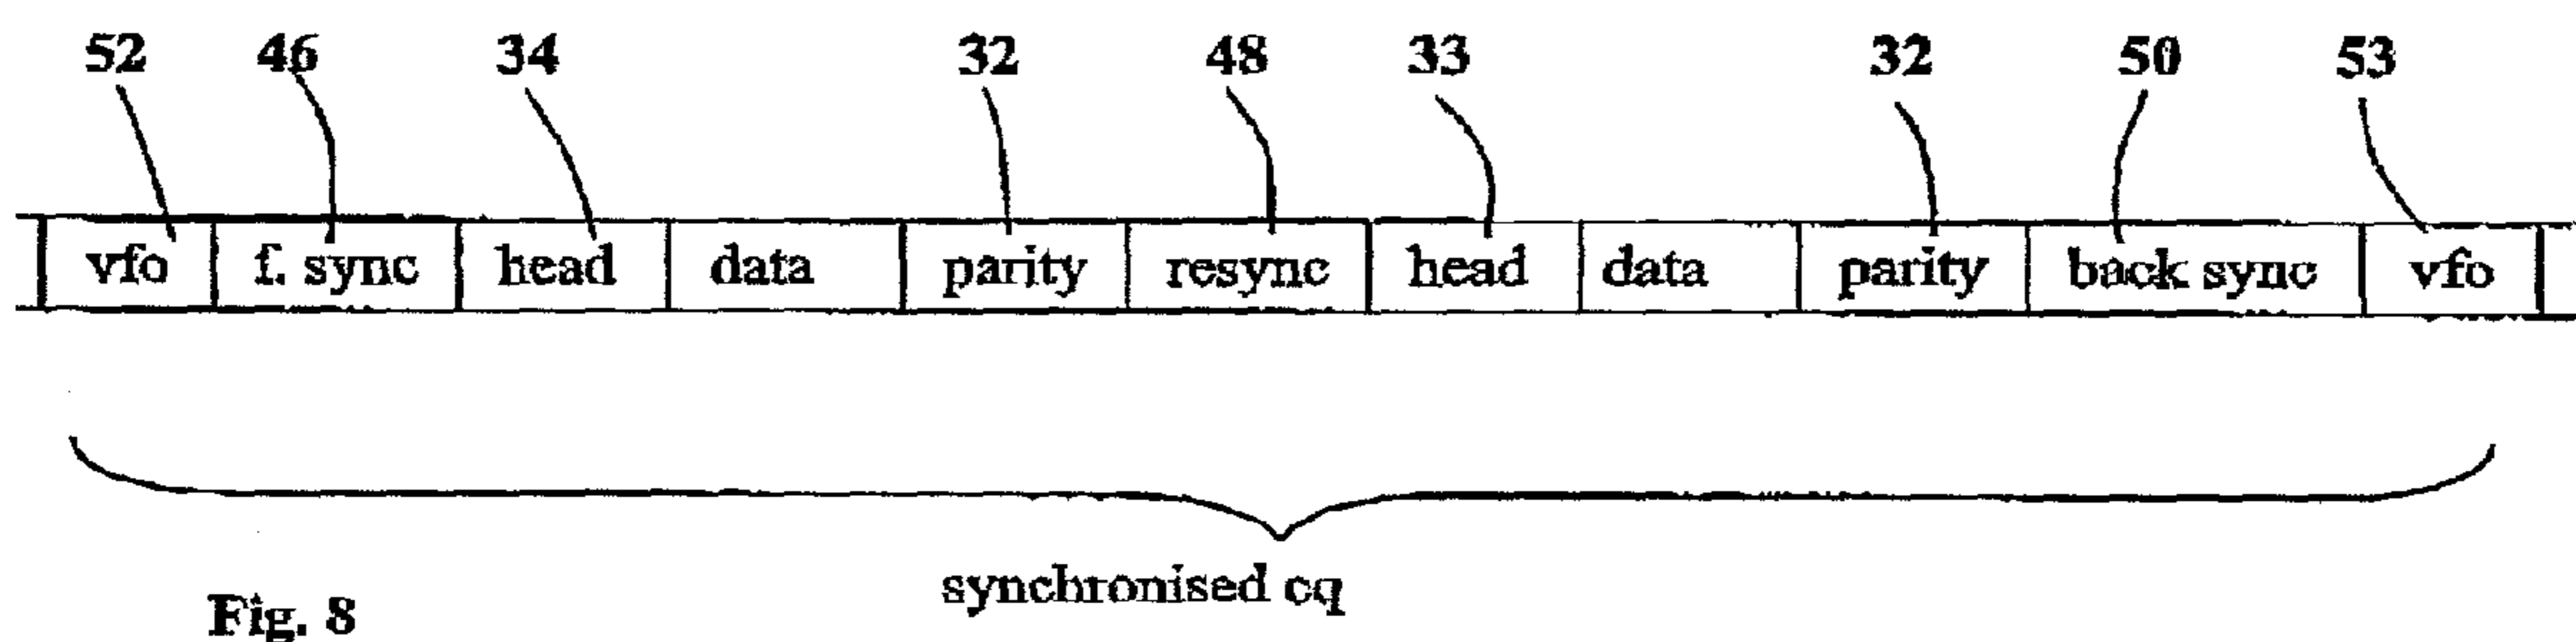 52 46 34 32 48 33 32 50 53
vfo f. sync head data parity resync head data parity back sync vfo
synchronised cq
Fig. 8